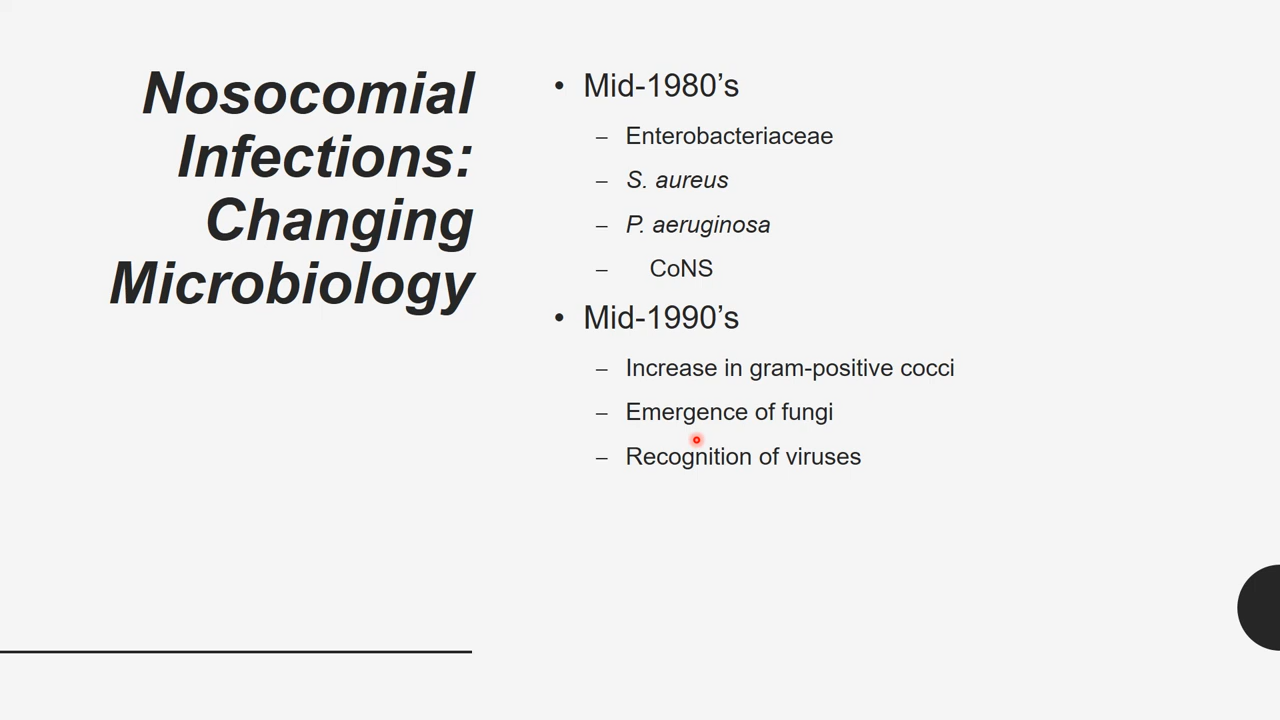 Nosocomial
Infections:
Changing
Microbiology
• Mid-1980’s
– Enterobacteriaceae
– S. aureus
– P. aeruginosa
– CoNS
• Mid-1990’s
– Increase in gram-positive cocci
– Emergence of fungi
– Recognition of viruses